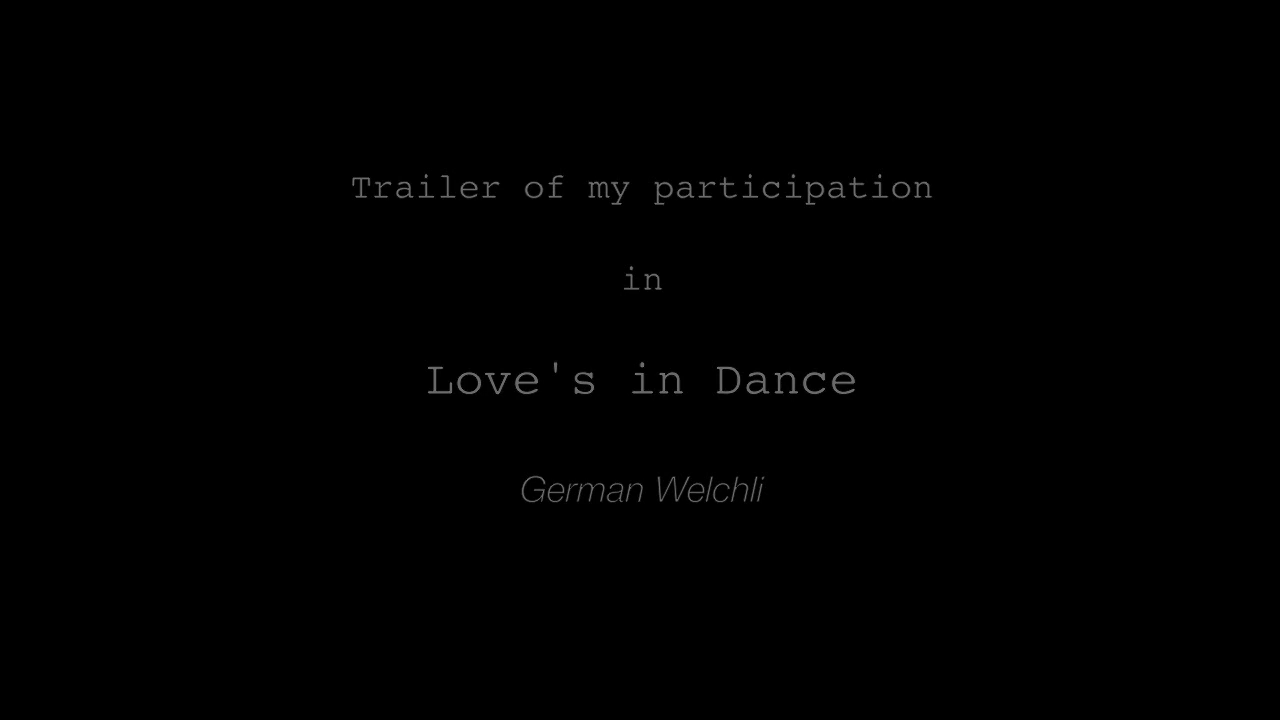 Trailer of my participation
in
Love's in Dance
German Welchli